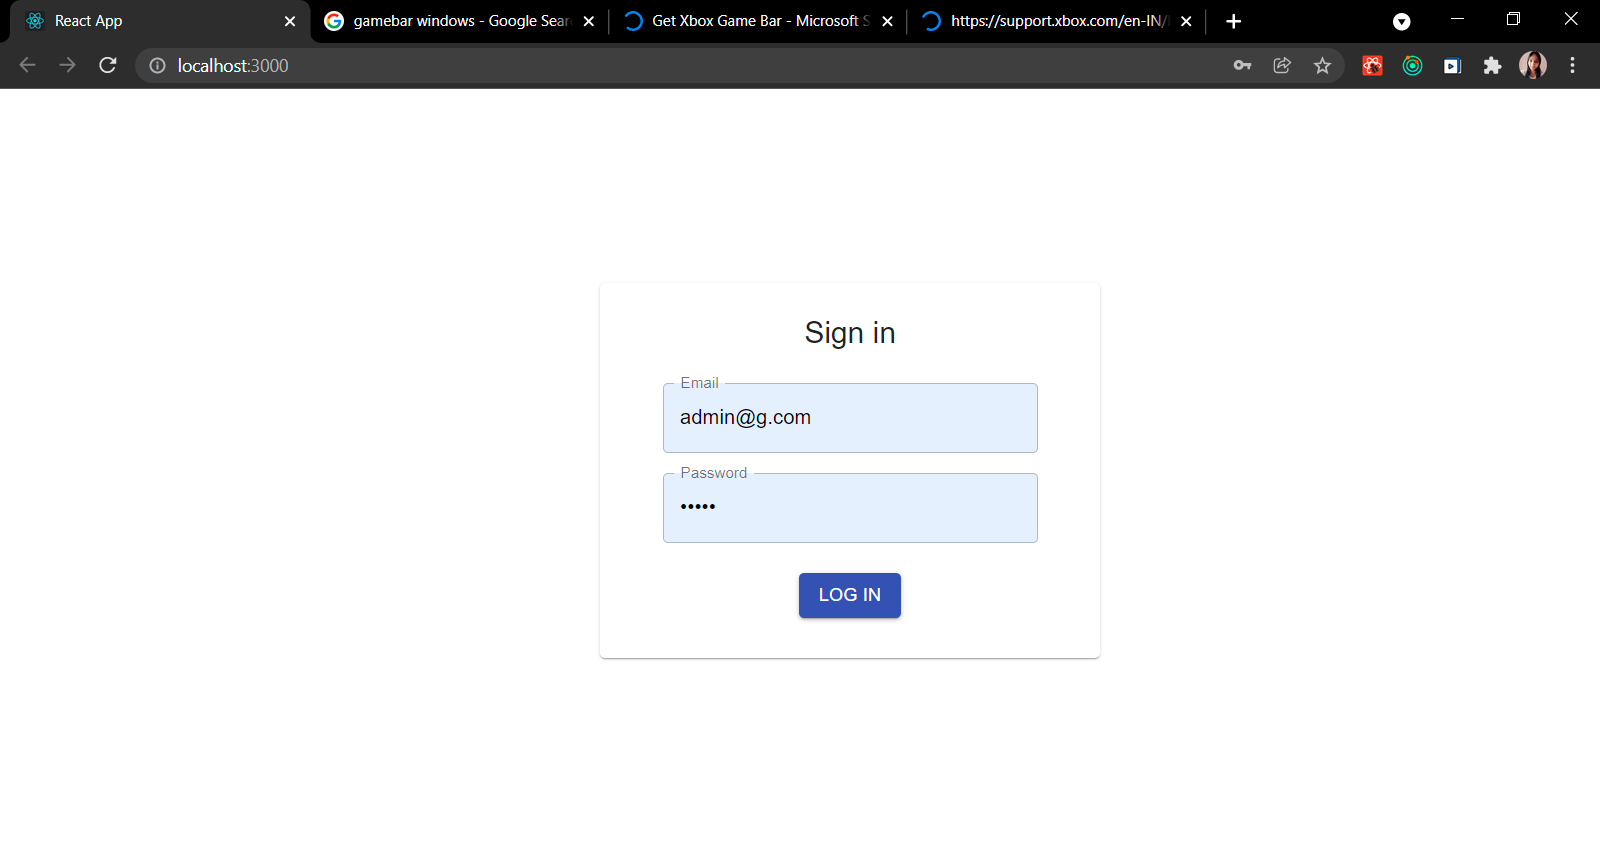 React App
gamebar windows - Google Sear
Get Xbox Game Bar - Microsoft S
https://support.xbox.com/en-IN/
localhost:3000
Sign in
Email
admin@g.com
Password
•••••
LOG IN